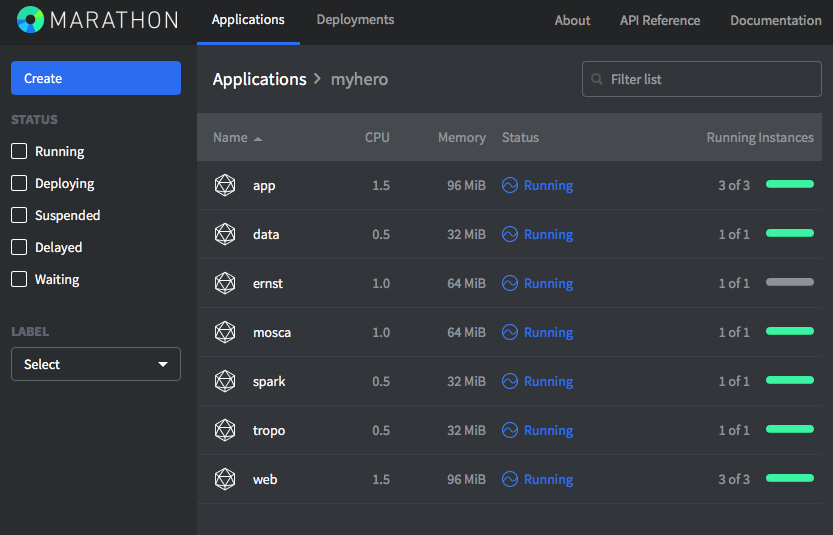 MARATHON Applications Deployments About API Reference Documentation
Create
STATUS
Running
Deploying
Suspended
Delayed
Waiting
LABEL
Select
Applications > myhero Filter list
Name CPU Memory Status Running Instances
app 1.5 96 MiB Running 3 of 3
data 0.5 32 MiB Running 1 of 1
ernst 1.0 64 MiB Running 1 of 1
mosca 1.0 64 MiB Running 1 of 1
spark 0.5 32 MiB Running 1 of 1
tropo 0.5 32 MiB Running 1 of 1
web 1.5 96 MiB Running 3 of 3